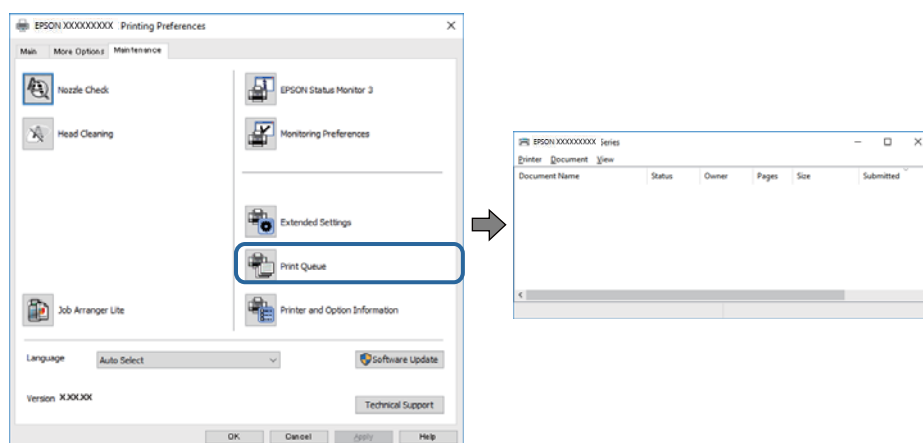 EPSON XXXXXXXXX Printing Preferences
Main More Options Maintenance
Nozzle Check
EPSON Status Monitor 3
Head Cleaning
Monitoring Preferences
Extended Settings
Print Queue
Job Arranger Lite
Printer and Option Information
Language Auto Select
Software Update
Version X.XX.XX
Technical Support
OK Cancel Apply Help
EPSON XXXXXXXXX Series
Printer Document View
Document Name Status Owner Pages Size Submitted